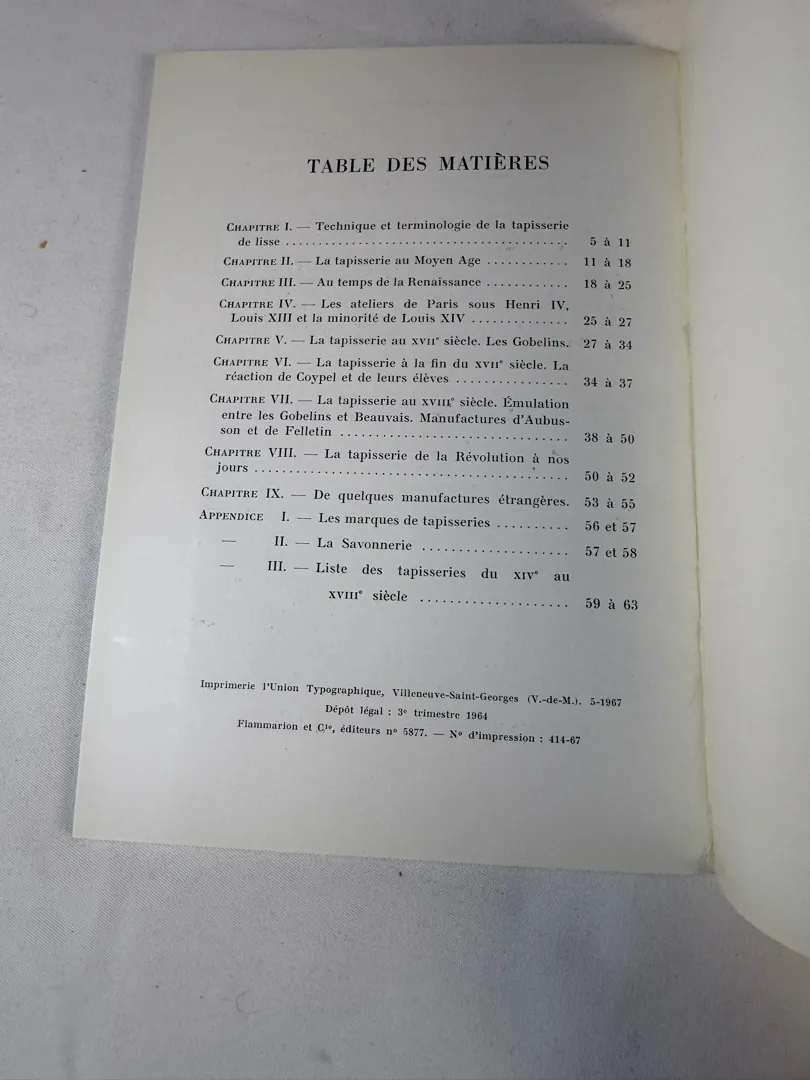 TABLE DES MATIÈRES
CHAPITRE I. — Technique et terminologie de la tapisserie
de lisse ........................................ 5 à 11
CHAPITRE II. — La tapisserie au Moyen Age ............ 11 à 18
CHAPITRE III. — Au temps de la Renaissance ............ 18 à 25
CHAPITRE IV. — Les ateliers de Paris sous Henri IV,
Louis XIII et la minorité de Louis XIV ............. 25 à 27
CHAPITRE V. — La tapisserie au XVIIe siècle. Les Gobelins. 27 à 34
CHAPITRE VI. — La tapisserie à la fin du XVIIe siècle. La
réaction de Coypel et de leurs élèves ................ 34 à 37
CHAPITRE VII. — La tapisserie au XVIIIe siècle. Émulation
entre les Gobelins et Beauvais. Manufactures d'Aubus-
son et de Felletin ................................ 38 à 50
CHAPITRE VIII. — La tapisserie de la Révolution à nos
jours ............................................ 50 à 52
CHAPITRE IX. — De quelques manufactures étrangères. 53 à 55
APPENDICE I. — Les marques de tapisseries .......... 56 et 57
— II. — La Savonnerie .................... 57 et 58
— III. — Liste des tapisseries du XIVe au
XVIIIe siècle .................... 59 à 63
Imprimerie l'Union Typographique, Villeneuve-Saint-Georges (V.-de-M.). 5-1967
Dépôt légal : 3e trimestre 1964
Flammarion et Cie, éditeurs no 5877. — No d'impression : 414-67